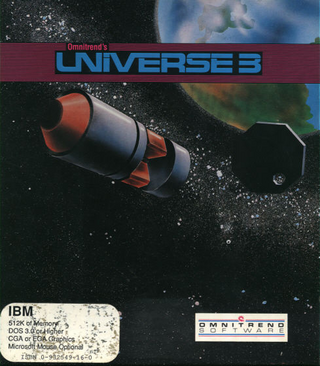 Omnitrend's
UNIVERSE 3
IBM
512K of Memory
DOS 3.0 or Higher
CGA or EGA Graphics
Microsoft Mouse Optional
OMNITREND
SOFTWARE